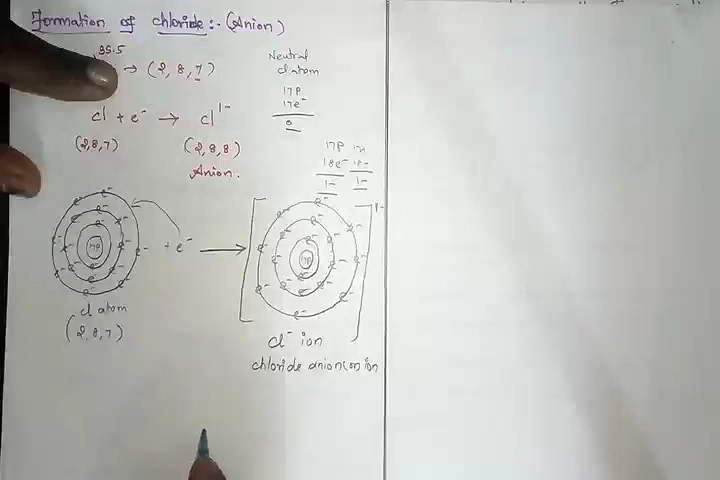 Formation of chloride:- (Anion)
35.5
→ (2, 8, 7)
Neutral
cl atom
17p
17e⁻
0
cl + e⁻ → cl¹⁻
(2,8,7) (2,8,8)
Anion.
17p
18e⁻
1-
1-
e⁻ e⁻ e⁻ e⁻ e⁻ e⁻
17p
+ e⁻
17p
1-
cl atom
(2,8,7)
cl⁻ ion
chloride anion (or) ion